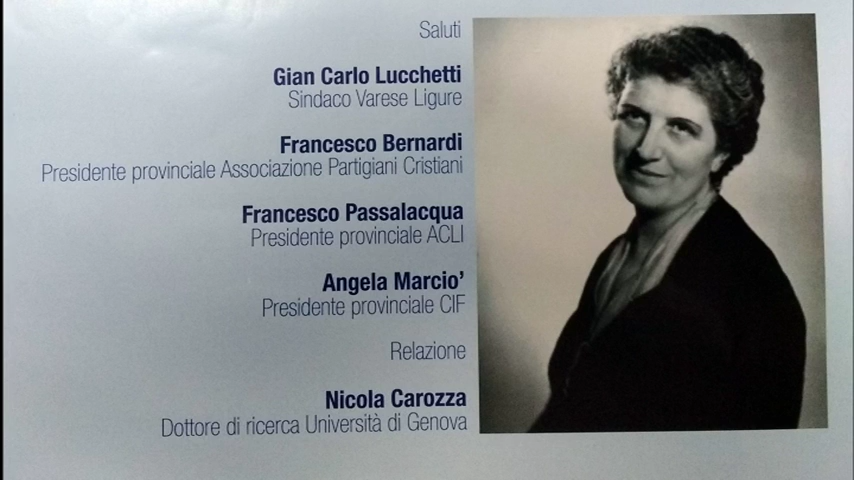 Saluti
Gian Carlo Lucchetti
Sindaco Varese Ligure
Francesco Bernardi
Presidente provinciale Associazione Partigiani Cristiani
Francesco Passalacqua
Presidente provinciale ACLI
Angela Marcio'
Presidente provinciale CIF
Relazione
Nicola Carozza
Dottore di ricerca Università di Genova